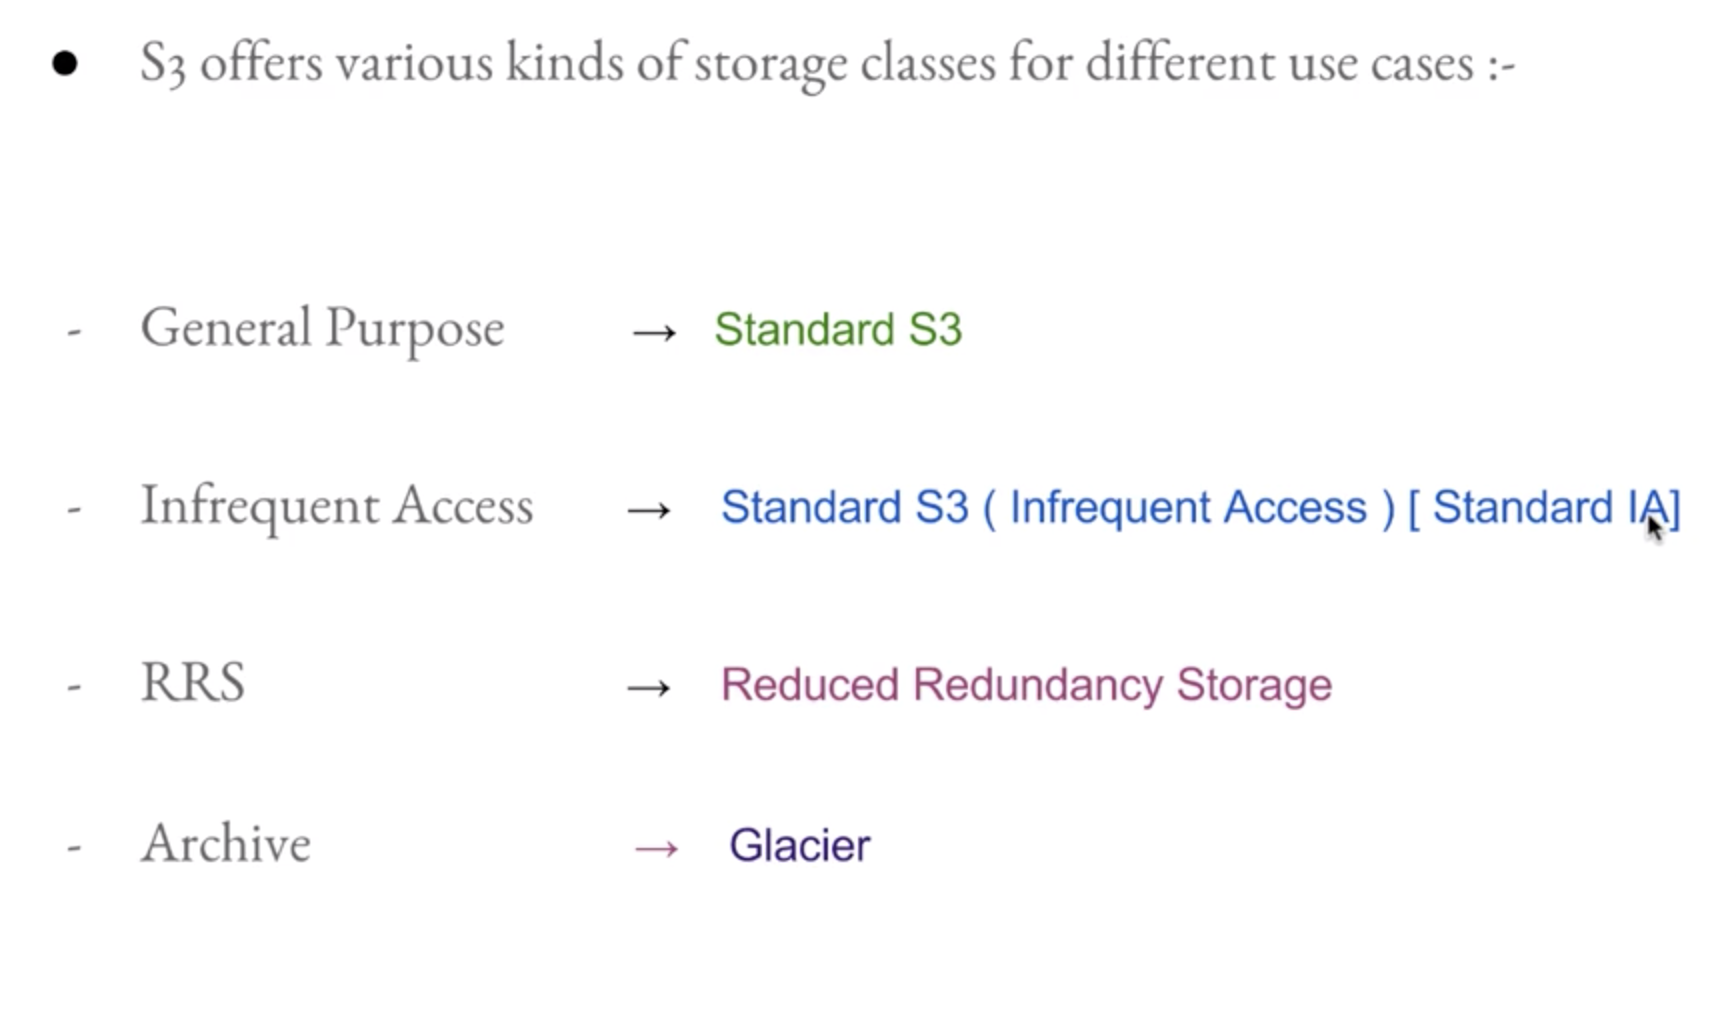 ● S3 offers various kinds of storage classes for different use cases :-
- General Purpose → Standard S3
- Infrequent Access → Standard S3 ( Infrequent Access ) [ Standard IA]
- RRS → Reduced Redundancy Storage
- Archive → Glacier